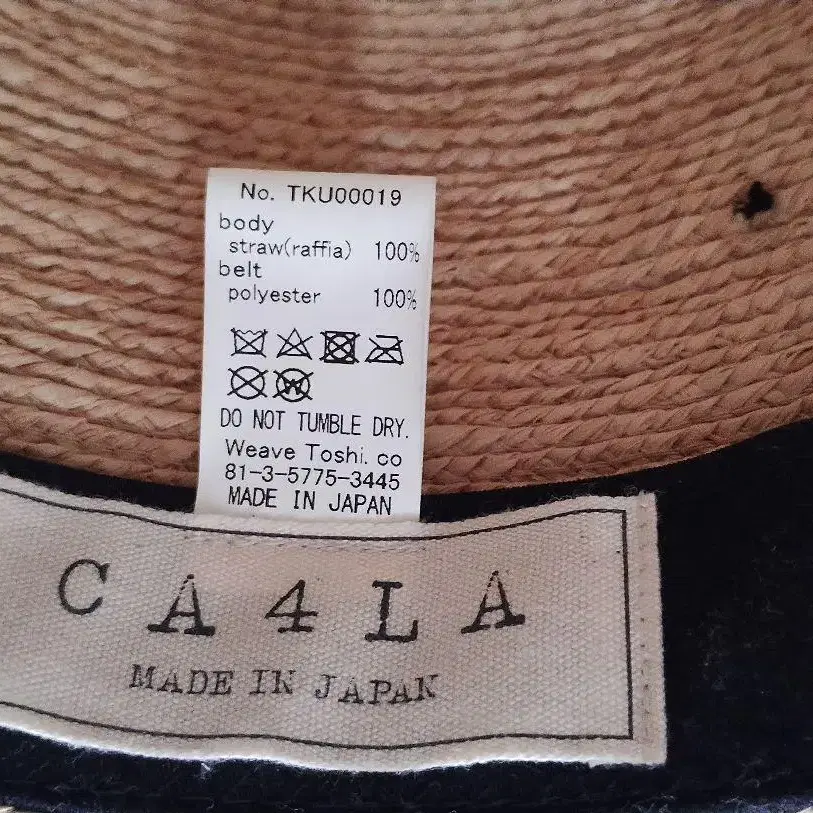 No. TKU00019
body
straw(raffia) 100%
belt
polyester 100%
W
DO NOT TUMBLE DRY.
Weave Toshi. co
81-3-5775-3445
MADE IN JAPAN
CA4LA
MADE IN JAPAN